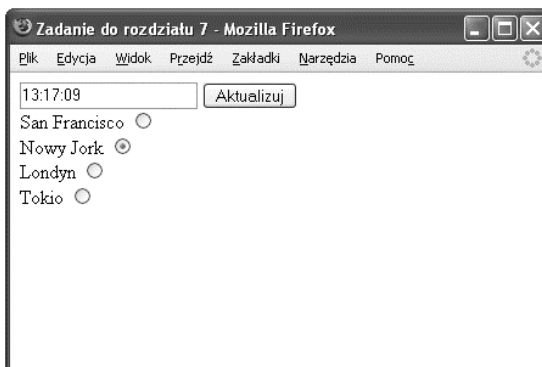 Zadanie do rozdziału 7 - Mozilla Firefox
Plik Edycja Widok Przejdź Zakładki Narzędzia Pomoc
13:17:09 Aktualizuj
San Francisco
Nowy Jork
Londyn
Tokio